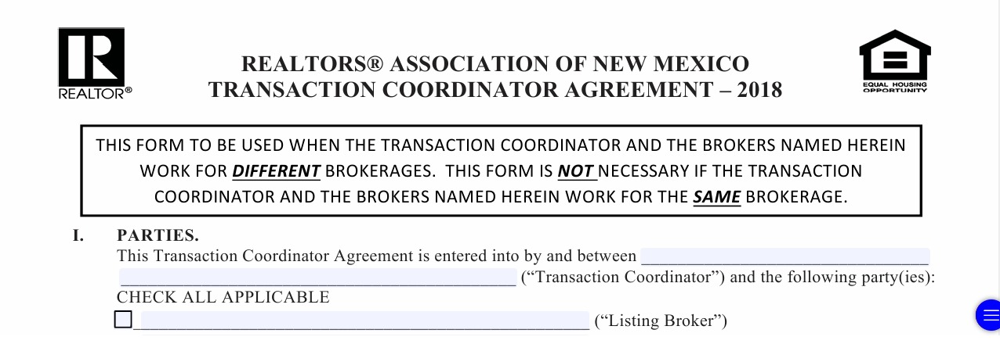 REALTOR®
REALTORS® ASSOCIATION OF NEW MEXICO
TRANSACTION COORDINATOR AGREEMENT – 2018
EQUAL HOUSING
OPPORTUNITY
THIS FORM TO BE USED WHEN THE TRANSACTION COORDINATOR AND THE BROKERS NAMED HEREIN
WORK FOR DIFFERENT BROKERAGES. THIS FORM IS NOT NECESSARY IF THE TRANSACTION
COORDINATOR AND THE BROKERS NAMED HEREIN WORK FOR THE SAME BROKERAGE.
I. PARTIES.
This Transaction Coordinator Agreement is entered into by and between
(“Transaction Coordinator”) and the following party(ies):
CHECK ALL APPLICABLE
(“Listing Broker”)